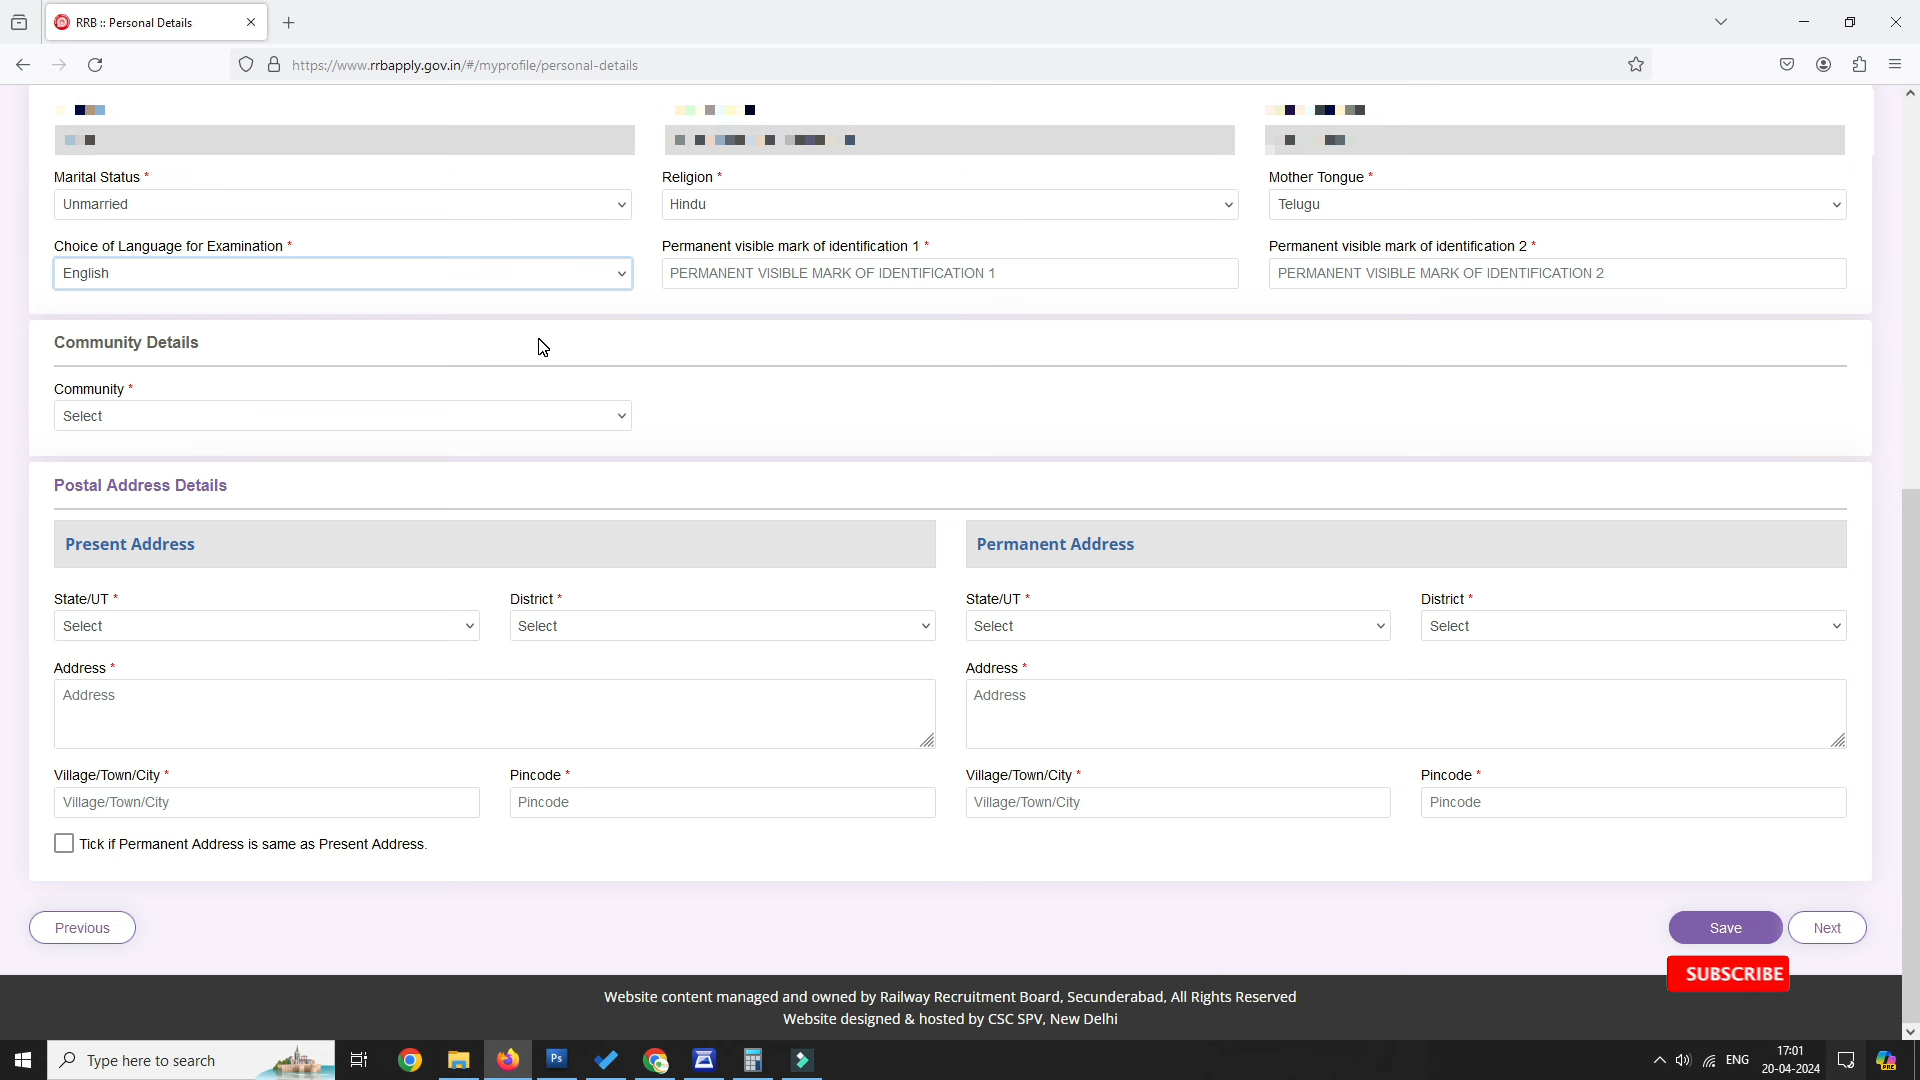 RRB :: Personal Details
https://www.rrbapply.gov.in/#/myprofile/personal-details
Marital Status * Religion * Mother Tongue *
Unmarried Hindu Telugu
Choice of Language for Examination * Permanent visible mark of identification 1 * Permanent visible mark of identification 2 *
English PERMANENT VISIBLE MARK OF IDENTIFICATION 1 PERMANENT VISIBLE MARK OF IDENTIFICATION 2
Community Details
Community *
Select
Postal Address Details
Present Address Permanent Address
State/UT * District * State/UT * District *
Select Select Select Select
Address * Address *
Address Address
Village/Town/City * Pincode * Village/Town/City * Pincode *
Village/Town/City Pincode Village/Town/City Pincode
Tick if Permanent Address is same as Present Address.
Previous Save Next
SUBSCRIBE
Website content managed and owned by Railway Recruitment Board, Secunderabad, All Rights Reserved
Website designed & hosted by CSC SPV, New Delhi
Type here to search Ps ENG 17:01
20-04-2024 PRE